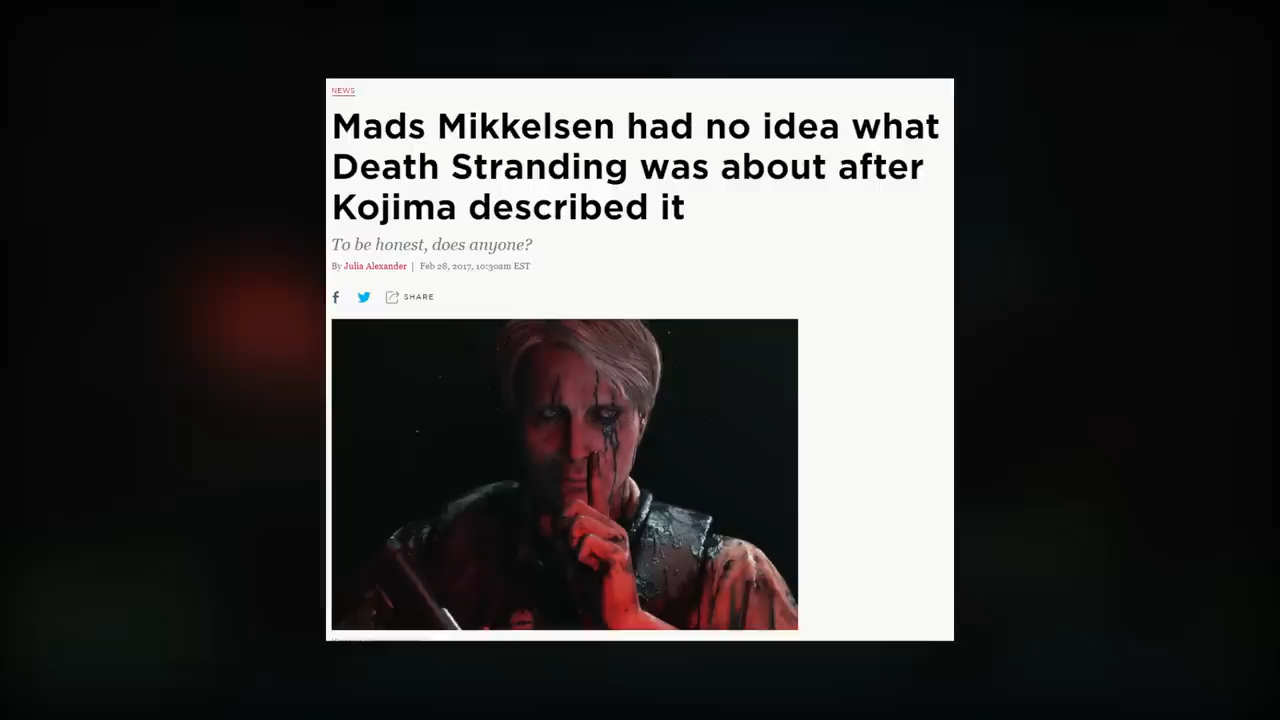 NEWS
Mads Mikkelsen had no idea what
Death Stranding was about after
Kojima described it
To be honest, does anyone?
By Julia Alexander | Feb 28, 2017, 10:30am EST
SHARE